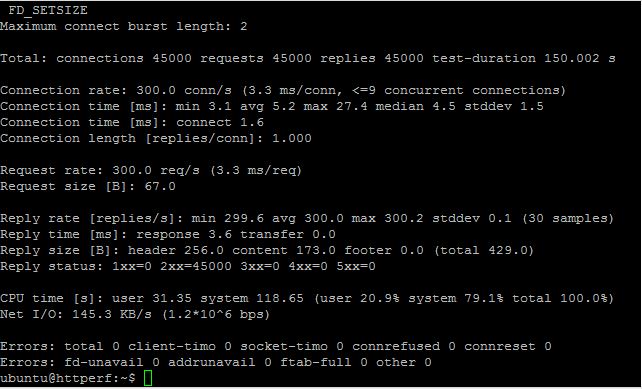 FD_SETSIZE
Maximum connect burst length: 2
Total: connections 45000 requests 45000 replies 45000 test-duration 150.002 s
Connection rate: 300.0 conn/s (3.3 ms/conn, <=9 concurrent connections)
Connection time [ms]: min 3.1 avg 5.2 max 27.4 median 4.5 stddev 1.5
Connection time [ms]: connect 1.6
Connection length [replies/conn]: 1.000
Request rate: 300.0 req/s (3.3 ms/req)
Request size [B]: 67.0
Reply rate [replies/s]: min 299.6 avg 300.0 max 300.2 stddev 0.1 (30 samples)
Reply time [ms]: response 3.6 transfer 0.0
Reply size [B]: header 256.0 content 173.0 footer 0.0 (total 429.0)
Reply status: 1xx=0 2xx=45000 3xx=0 4xx=0 5xx=0
CPU time [s]: user 31.35 system 118.65 (user 20.9% system 79.1% total 100.0%)
Net I/O: 145.3 KB/s (1.2*10^6 bps)
Errors: total 0 client-timo 0 socket-timo 0 connrefused 0 connreset 0
Errors: fd-unavail 0 addrunavail 0 ftab-full 0 other 0
ubuntu@httperf:~$